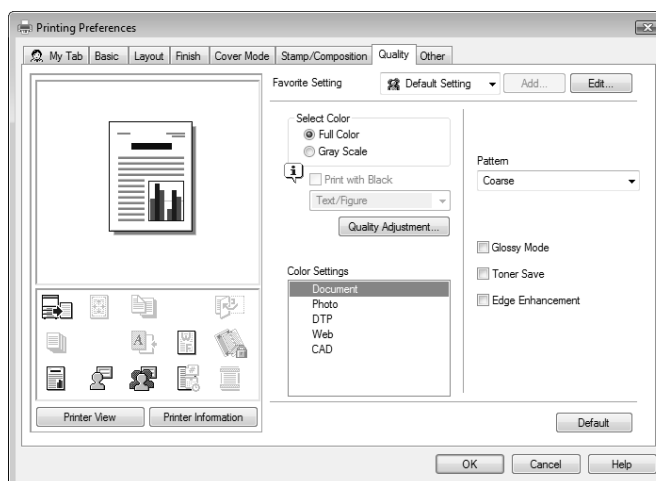 Printing Preferences
My Tab Basic Layout Finish Cover Mode Stamp/Composition Quality Other
Favorite Setting Default Setting Add... Edit...
Select Color
Full Color
Gray Scale
Print with Black
Text/Figure
Quality Adjustment...
Color Settings
Document
Photo
DTP
Web
CAD
Pattern
Coarse
Glossy Mode
Toner Save
Edge Enhancement
Printer View Printer Information
Default
OK Cancel Help